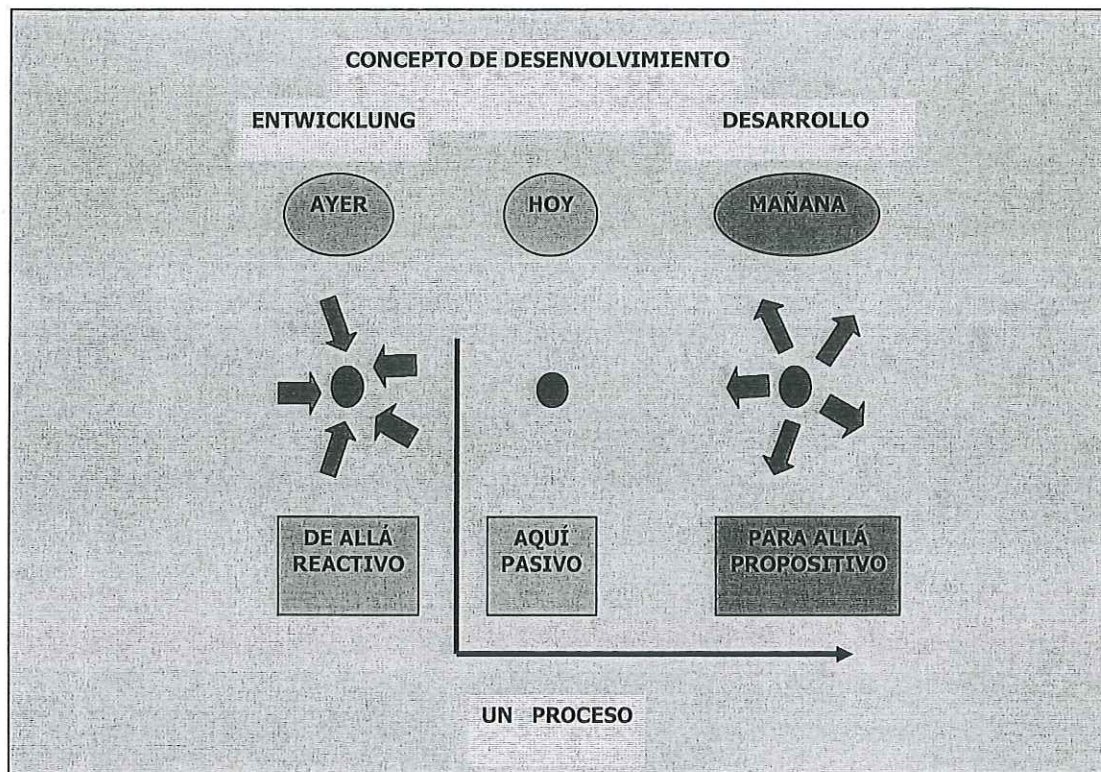 CONCEPTO DE DESENVOLVIMIENTO
ENTWICKLUNG
DESARROLLO
AYER
HOY
MAÑANA
DE ALLÁ
REACTIVO
AQUÍ
PASIVO
PARA ALLÁ
PROPOSITIVO
UN PROCESO